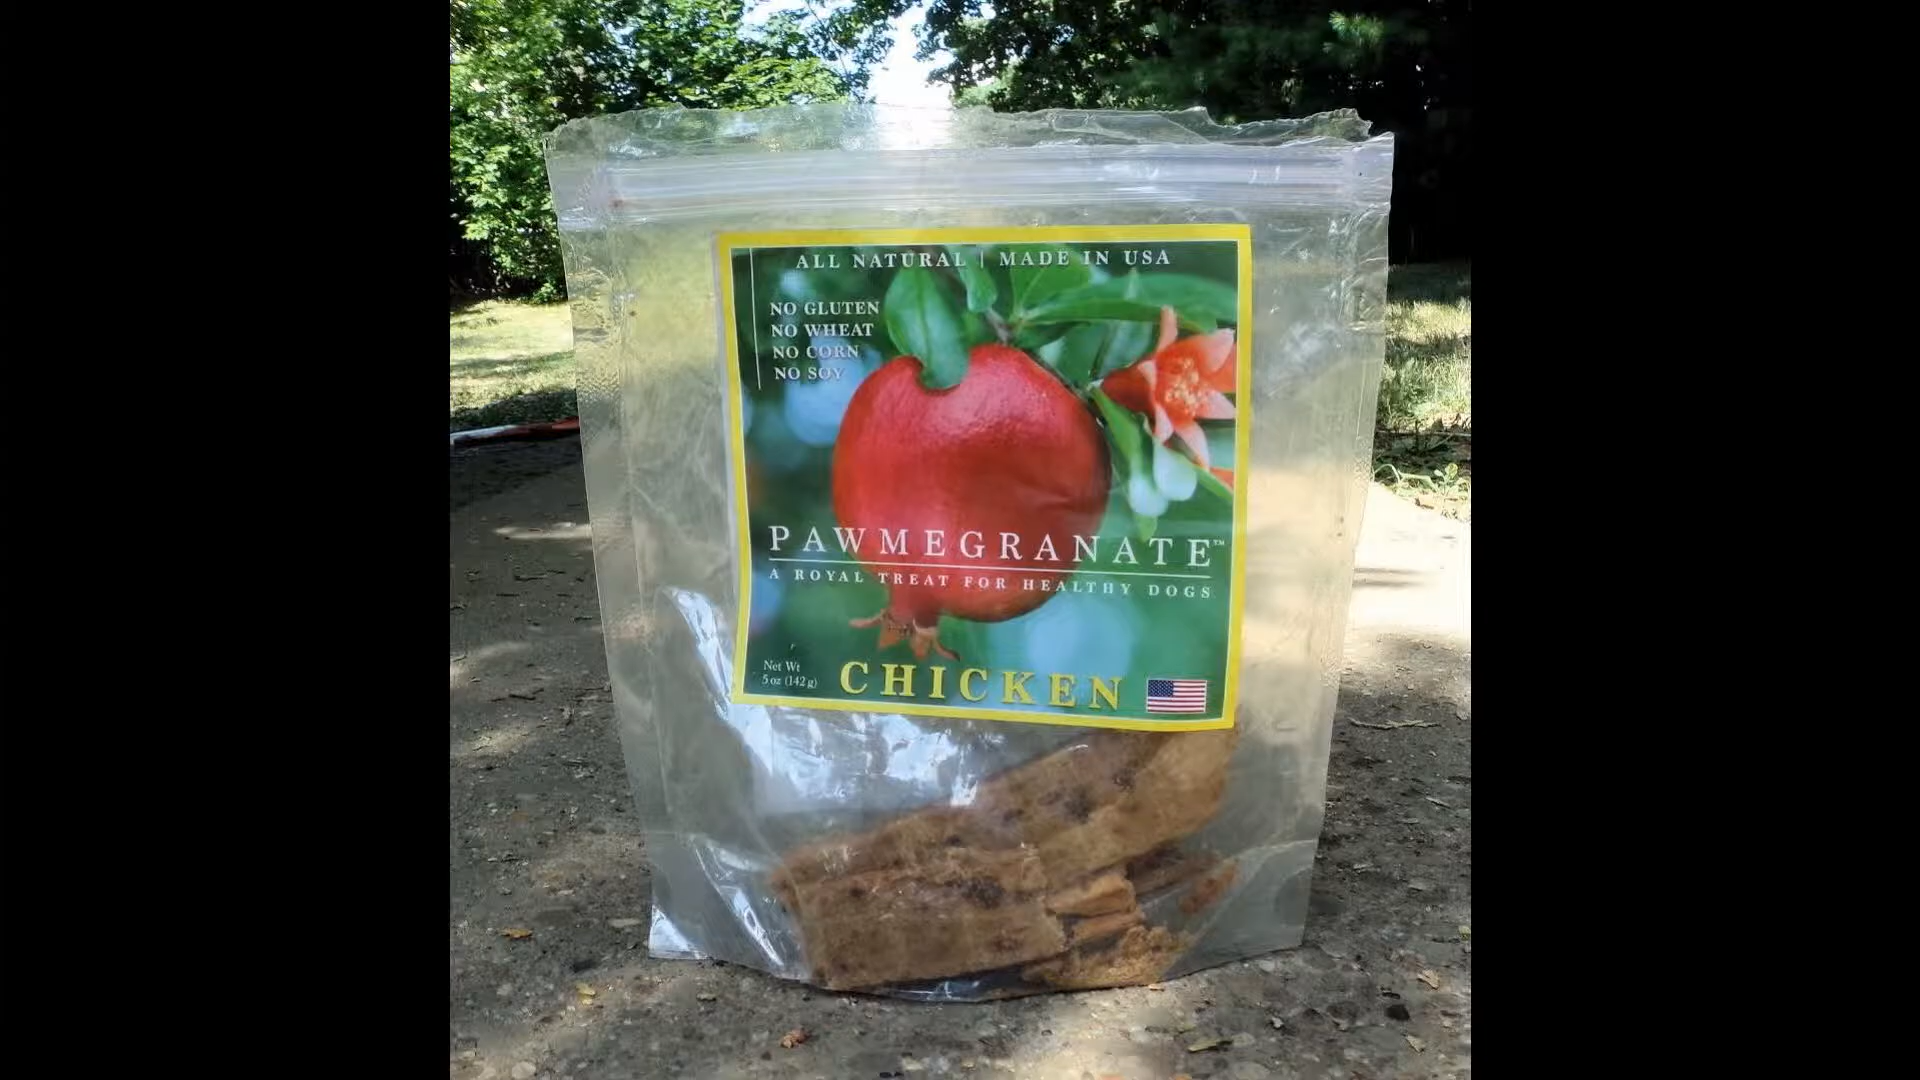 ALL NATURAL | MADE IN USA
NO GLUTEN
NO WHEAT
NO CORN
NO SOY
PAWMEGRANATE™
A ROYAL TREAT FOR HEALTHY DOGS
Net Wt
5 oz (142 g)
CHICKEN